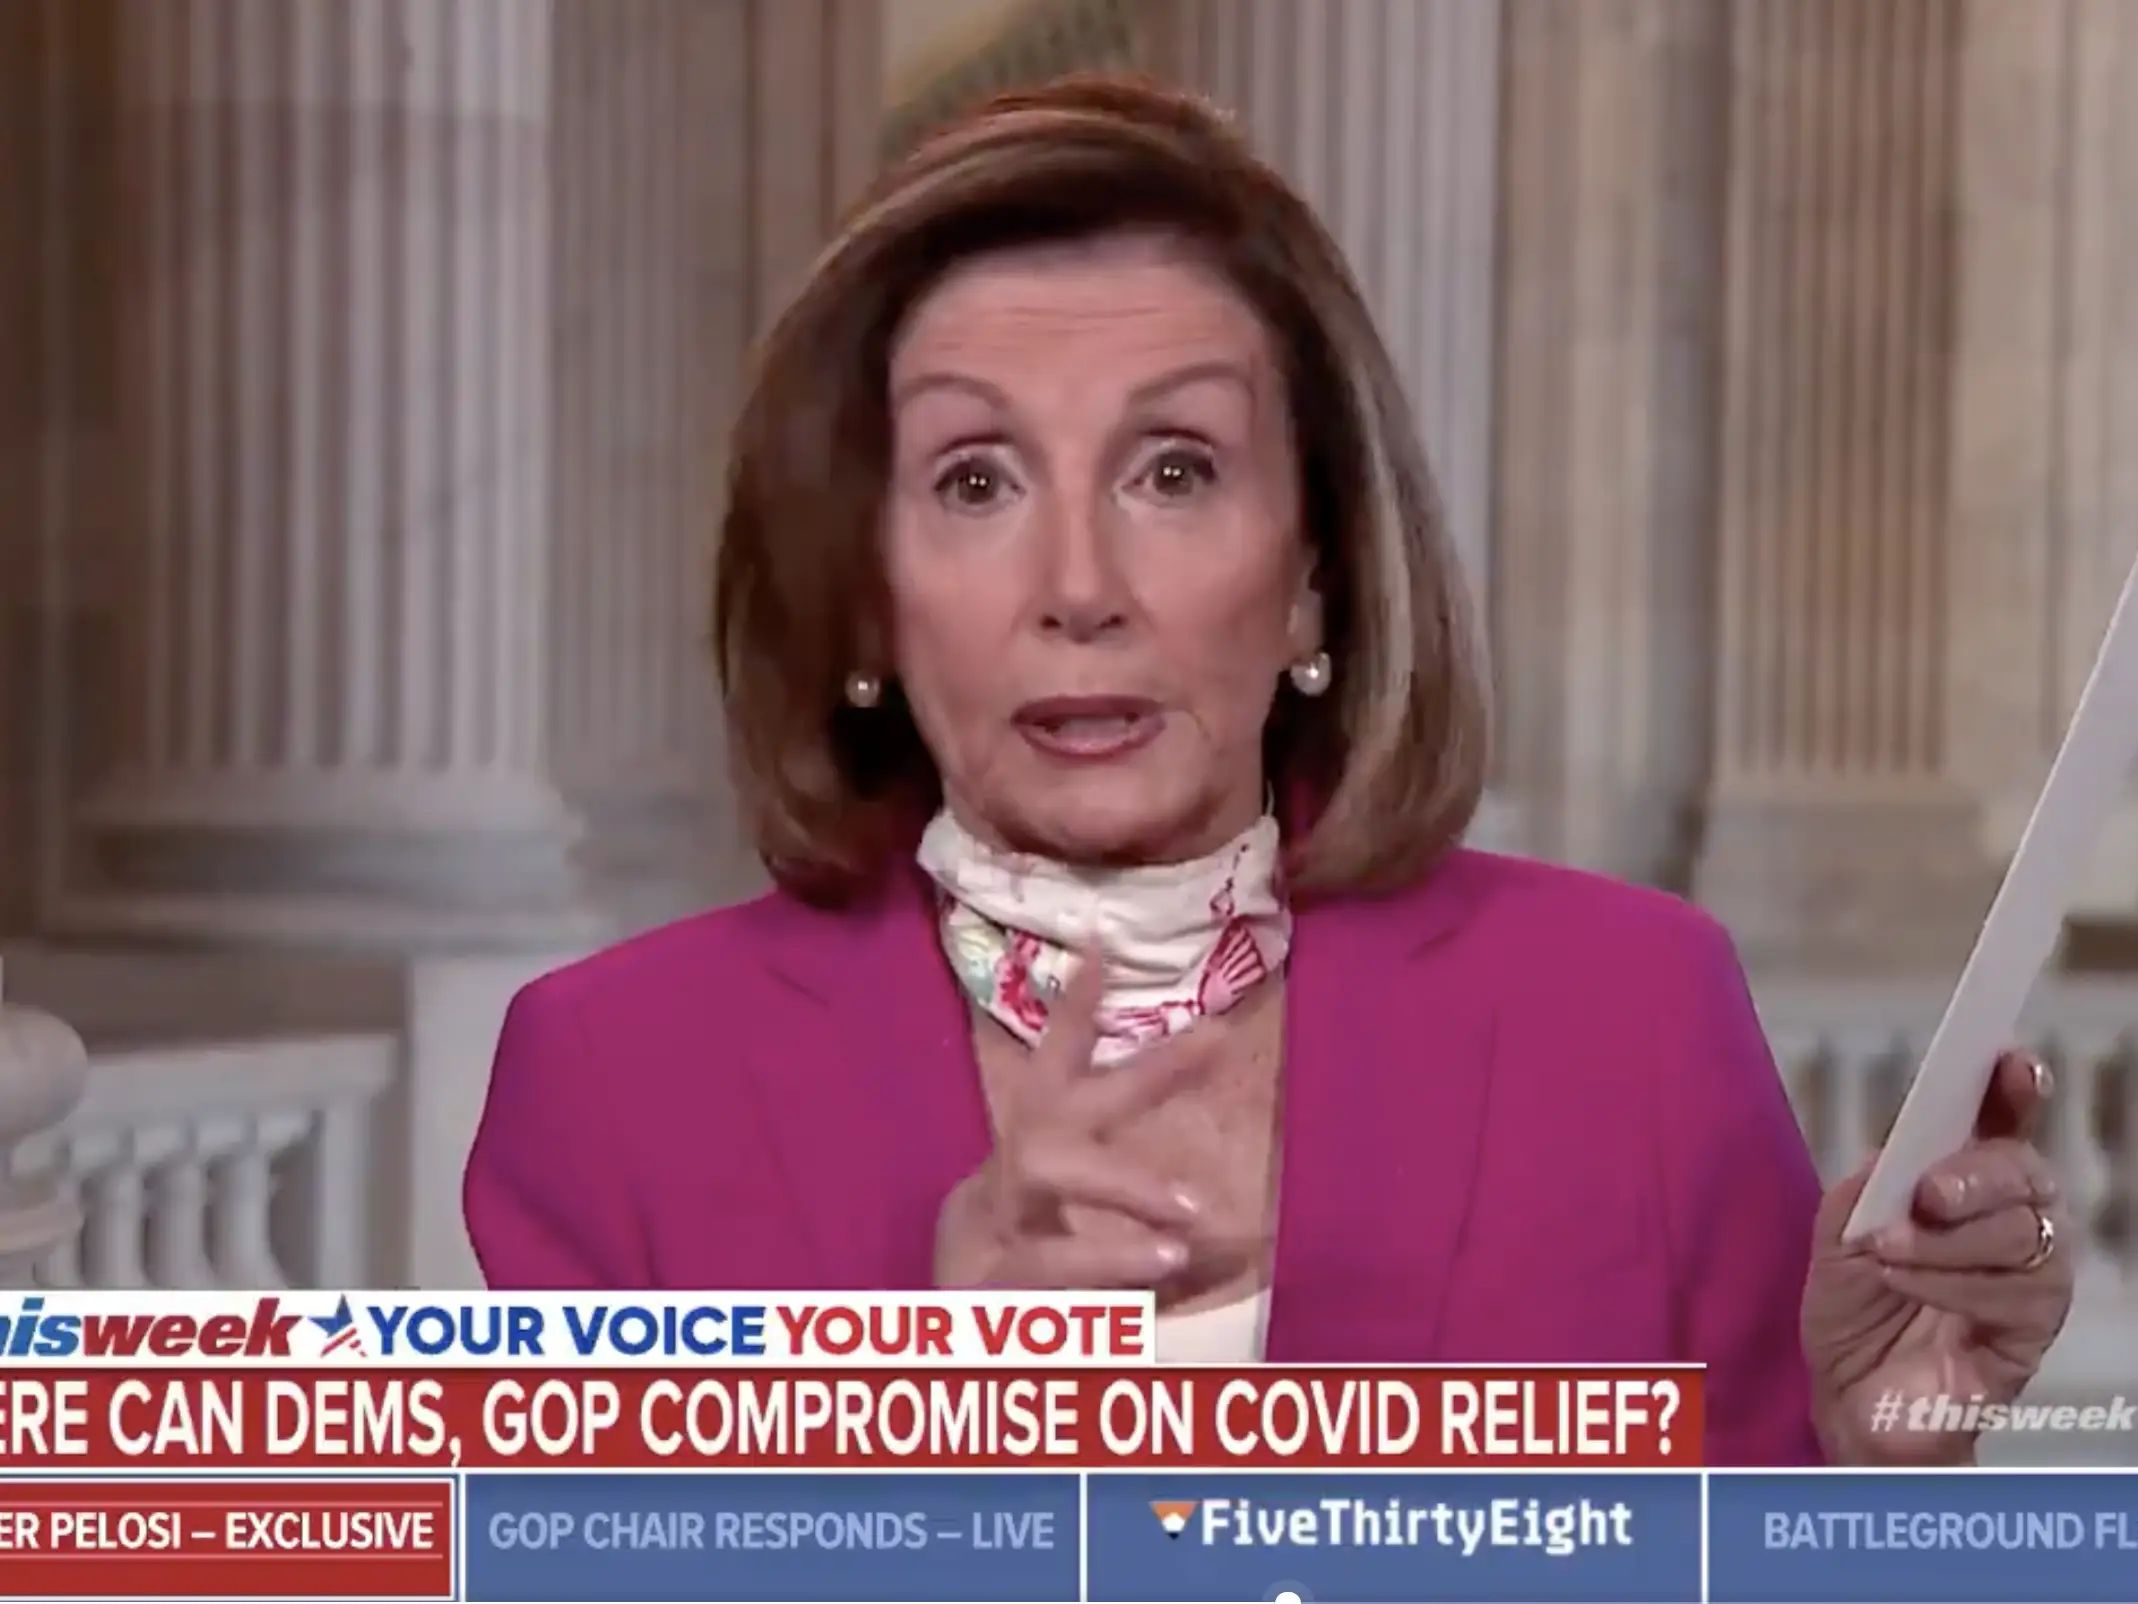 isweek YOUR VOICE YOUR VOTE
ERE CAN DEMS, GOP COMPROMISE ON COVID RELIEF?
#thisweek
ER PELOSI – EXCLUSIVE
GOP CHAIR RESPONDS – LIVE
FiveThirtyEight
BATTLEGROUND FL